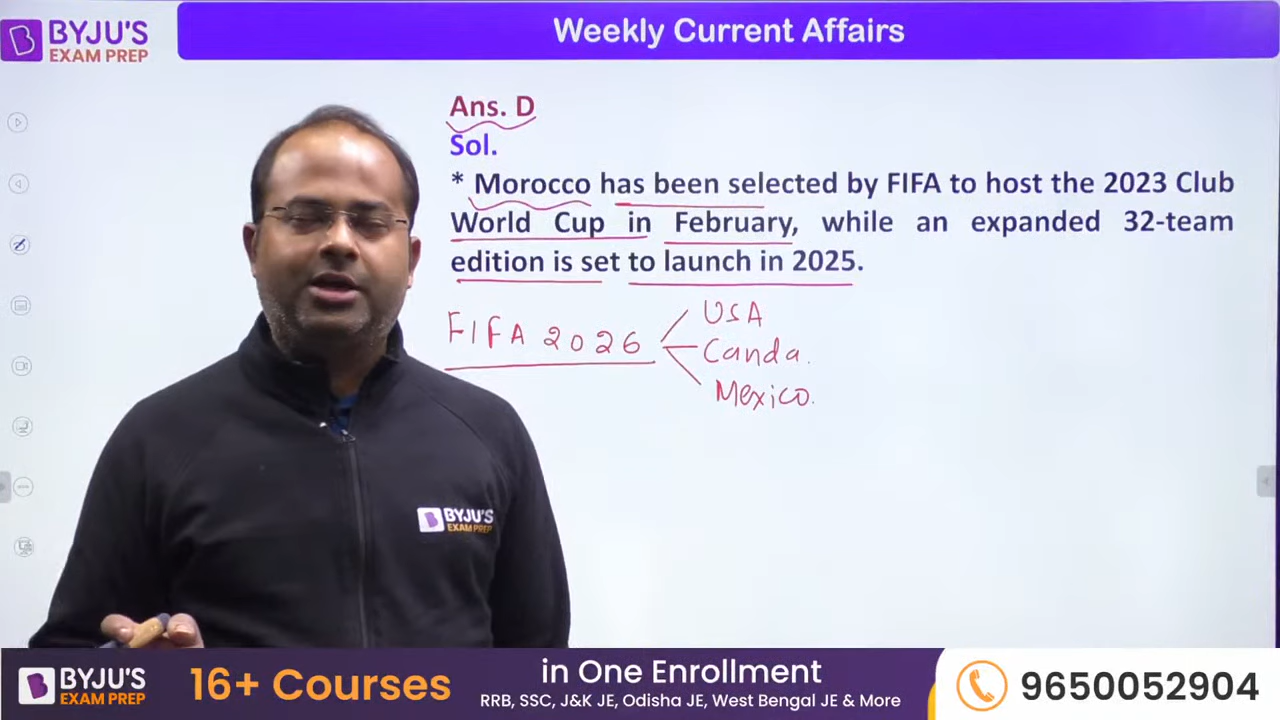 BYJU'S
EXAM PREP
Weekly Current Affairs
Ans. D
Sol.
* Morocco has been selected by FIFA to host the 2023 Club
World Cup in February, while an expanded 32-team
edition is set to launch in 2025.
FIFA 2026
USA
Canda.
Mexico.
BYJU'S
EXAM PREP
BYJU'S
EXAM PREP
16+ Courses
in One Enrollment
RRB, SSC, J&K JE, Odisha JE, West Bengal JE & More
9650052904